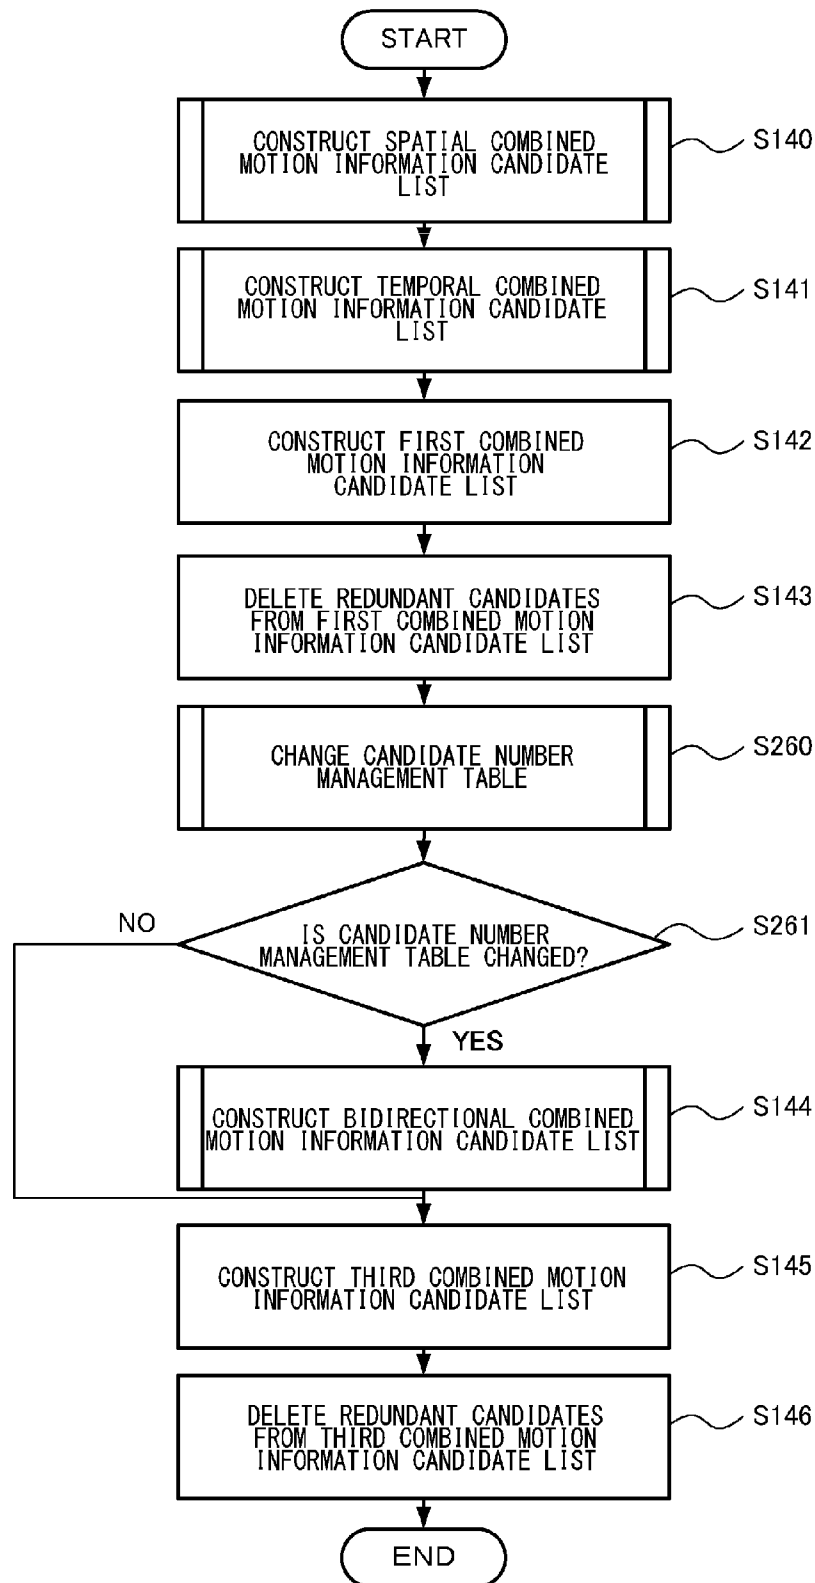 START
CONSTRUCT SPATIAL COMBINED
MOTION INFORMATION CANDIDATE
LIST
S140
CONSTRUCT TEMPORAL COMBINED
MOTION INFORMATION CANDIDATE
LIST
S141
CONSTRUCT FIRST COMBINED
MOTION INFORMATION
CANDIDATE LIST
S142
DELETE REDUNDANT CANDIDATES
FROM FIRST COMBINED MOTION
INFORMATION CANDIDATE LIST
S143
CHANGE CANDIDATE NUMBER
MANAGEMENT TABLE
S260
NO
IS CANDIDATE NUMBER
MANAGEMENT TABLE CHANGED?
S261
YES
CONSTRUCT BIDIRECTIONAL COMBINED
MOTION INFORMATION CANDIDATE LIST
S144
CONSTRUCT THIRD COMBINED MOTION
INFORMATION CANDIDATE LIST
S145
DELETE REDUNDANT CANDIDATES
FROM THIRD COMBINED MOTION
INFORMATION CANDIDATE LIST
S146
END